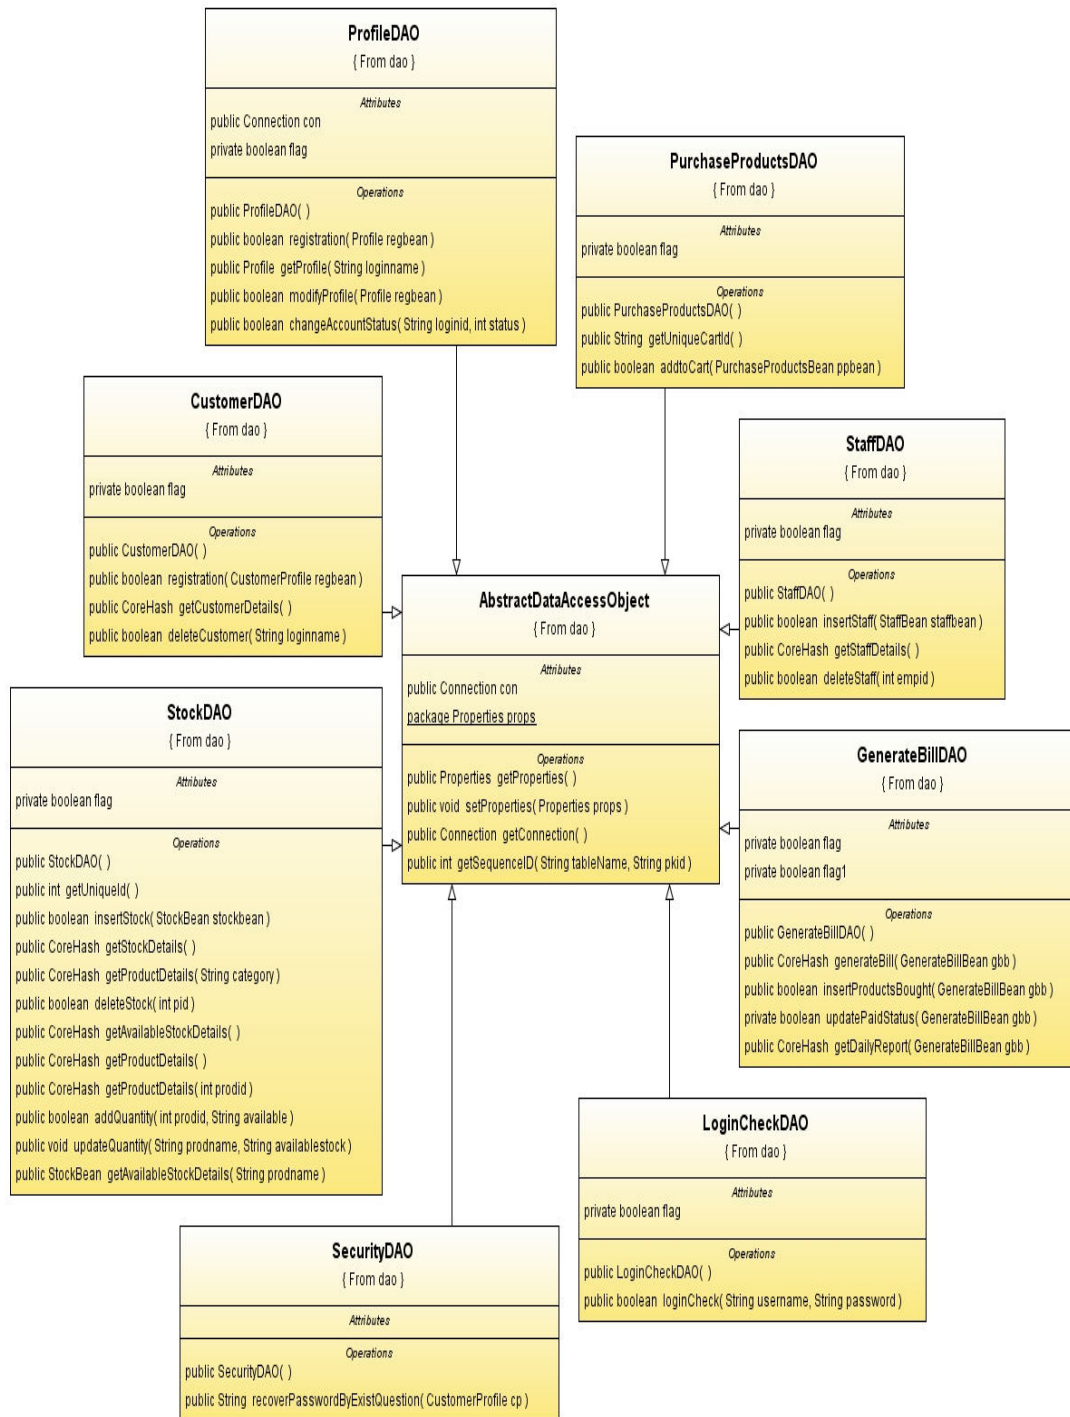 ProfileDAO
{ From dao }
Attributes
public Connection con
private boolean flag
Operations
public ProfileDAO( )
public boolean registration( Profile regbean )
public Profile getProfile( String loginname )
public boolean modifyProfile( Profile regbean )
public boolean changeAccountStatus( String loginid, int status )
PurchaseProductsDAO
{ From dao }
Attributes
private boolean flag
Operations
public PurchaseProductsDAO( )
public String getUniqueCartId( )
public boolean addtoCart( PurchaseProductsBean ppbean )
CustomerDAO
{ From dao }
Attributes
private boolean flag
Operations
public CustomerDAO( )
public boolean registration( CustomerProfile regbean )
public CoreHash getCustomerDetails( )
public boolean deleteCustomer( String loginname )
StaffDAO
{ From dao }
Attributes
private boolean flag
Operations
public StaffDAO( )
public boolean insertStaff( StaffBean staffbean )
public CoreHash getStaffDetails( )
public boolean deleteStaff( int empid )
AbstractDataAccessObject
{ From dao }
Attributes
public Connection con
package Properties props
Operations
public Properties getProperties( )
public void setProperties( Properties props )
public Connection getConnection( )
public int getSequenceID( String tableName, String pkid )
StockDAO
{ From dao }
Attributes
private boolean flag
Operations
public StockDAO( )
public int getUniqueId( )
public boolean insertStock( StockBean stockbean )
public CoreHash getStockDetails( )
public CoreHash getProductDetails( String category )
public boolean deleteStock( int pid )
public CoreHash getAvailableStockDetails( )
public CoreHash getProductDetails( )
public CoreHash getProductDetails( int prodid )
public boolean addQuantity( int prodid, String available )
public void updateQuantity( String prodname, String availablestock )
public StockBean getAvailableStockDetails( String prodname )
GenerateBillDAO
{ From dao }
Attributes
private boolean flag
private boolean flag1
Operations
public GenerateBillDAO( )
public CoreHash generateBill( GenerateBillBean gbb )
public boolean insertProductsBought( GenerateBillBean gbb )
private boolean updatePaidStatus( GenerateBillBean gbb )
public CoreHash getDailyReport( GenerateBillBean gbb )
LoginCheckDAO
{ From dao }
Attributes
private boolean flag
Operations
public LoginCheckDAO( )
public boolean loginCheck( String username, String password )
SecurityDAO
{ From dao }
Attributes
Operations
public SecurityDAO( )
public String recoverPasswordByExistQuestion( CustomerProfile cp )